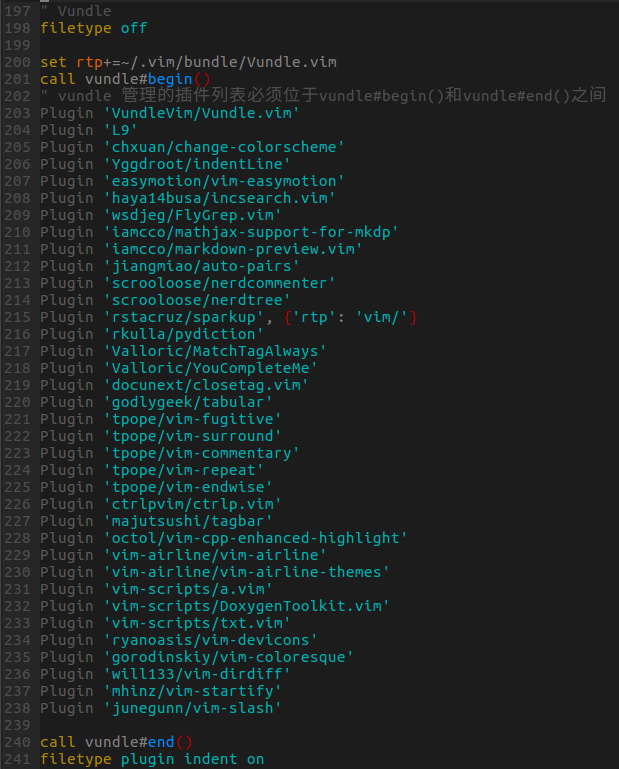 197 " Vundle
198 filetype off
199
200 set rtp+=~/.vim/bundle/Vundle.vim
201 call vundle#begin()
202 " vundle 管理的插件列表必须位于vundle#begin()和vundle#end()之间
203 Plugin 'VundleVim/Vundle.vim'
204 Plugin 'L9'
205 Plugin 'chxuan/change-colorscheme'
206 Plugin 'Yggdroot/indentLine'
207 Plugin 'easymotion/vim-easymotion'
208 Plugin 'haya14busa/incsearch.vim'
209 Plugin 'wsdjeg/FlyGrep.vim'
210 Plugin 'iamcco/mathjax-support-for-mkdp'
211 Plugin 'iamcco/markdown-preview.vim'
212 Plugin 'jiangmiao/auto-pairs'
213 Plugin 'scrooloose/nerdcommenter'
214 Plugin 'scrooloose/nerdtree'
215 Plugin 'rstacruz/sparkup', {'rtp': 'vim/'}
216 Plugin 'rkulla/pydiction'
217 Plugin 'Valloric/MatchTagAlways'
218 Plugin 'Valloric/YouCompleteMe'
219 Plugin 'docunext/closetag.vim'
220 Plugin 'godlygeek/tabular'
221 Plugin 'tpope/vim-fugitive'
222 Plugin 'tpope/vim-surround'
223 Plugin 'tpope/vim-commentary'
224 Plugin 'tpope/vim-repeat'
225 Plugin 'tpope/vim-endwise'
226 Plugin 'ctrlpvim/ctrlp.vim'
227 Plugin 'majutsushi/tagbar'
228 Plugin 'octol/vim-cpp-enhanced-highlight'
229 Plugin 'vim-airline/vim-airline'
230 Plugin 'vim-airline/vim-airline-themes'
231 Plugin 'vim-scripts/a.vim'
232 Plugin 'vim-scripts/DoxygenToolkit.vim'
233 Plugin 'vim-scripts/txt.vim'
234 Plugin 'ryanoasis/vim-devicons'
235 Plugin 'gorodinskiy/vim-coloresque'
236 Plugin 'will133/vim-dirdiff'
237 Plugin 'mhinz/vim-startify'
238 Plugin 'junegunn/vim-slash'
239
240 call vundle#end()
241 filetype plugin indent on